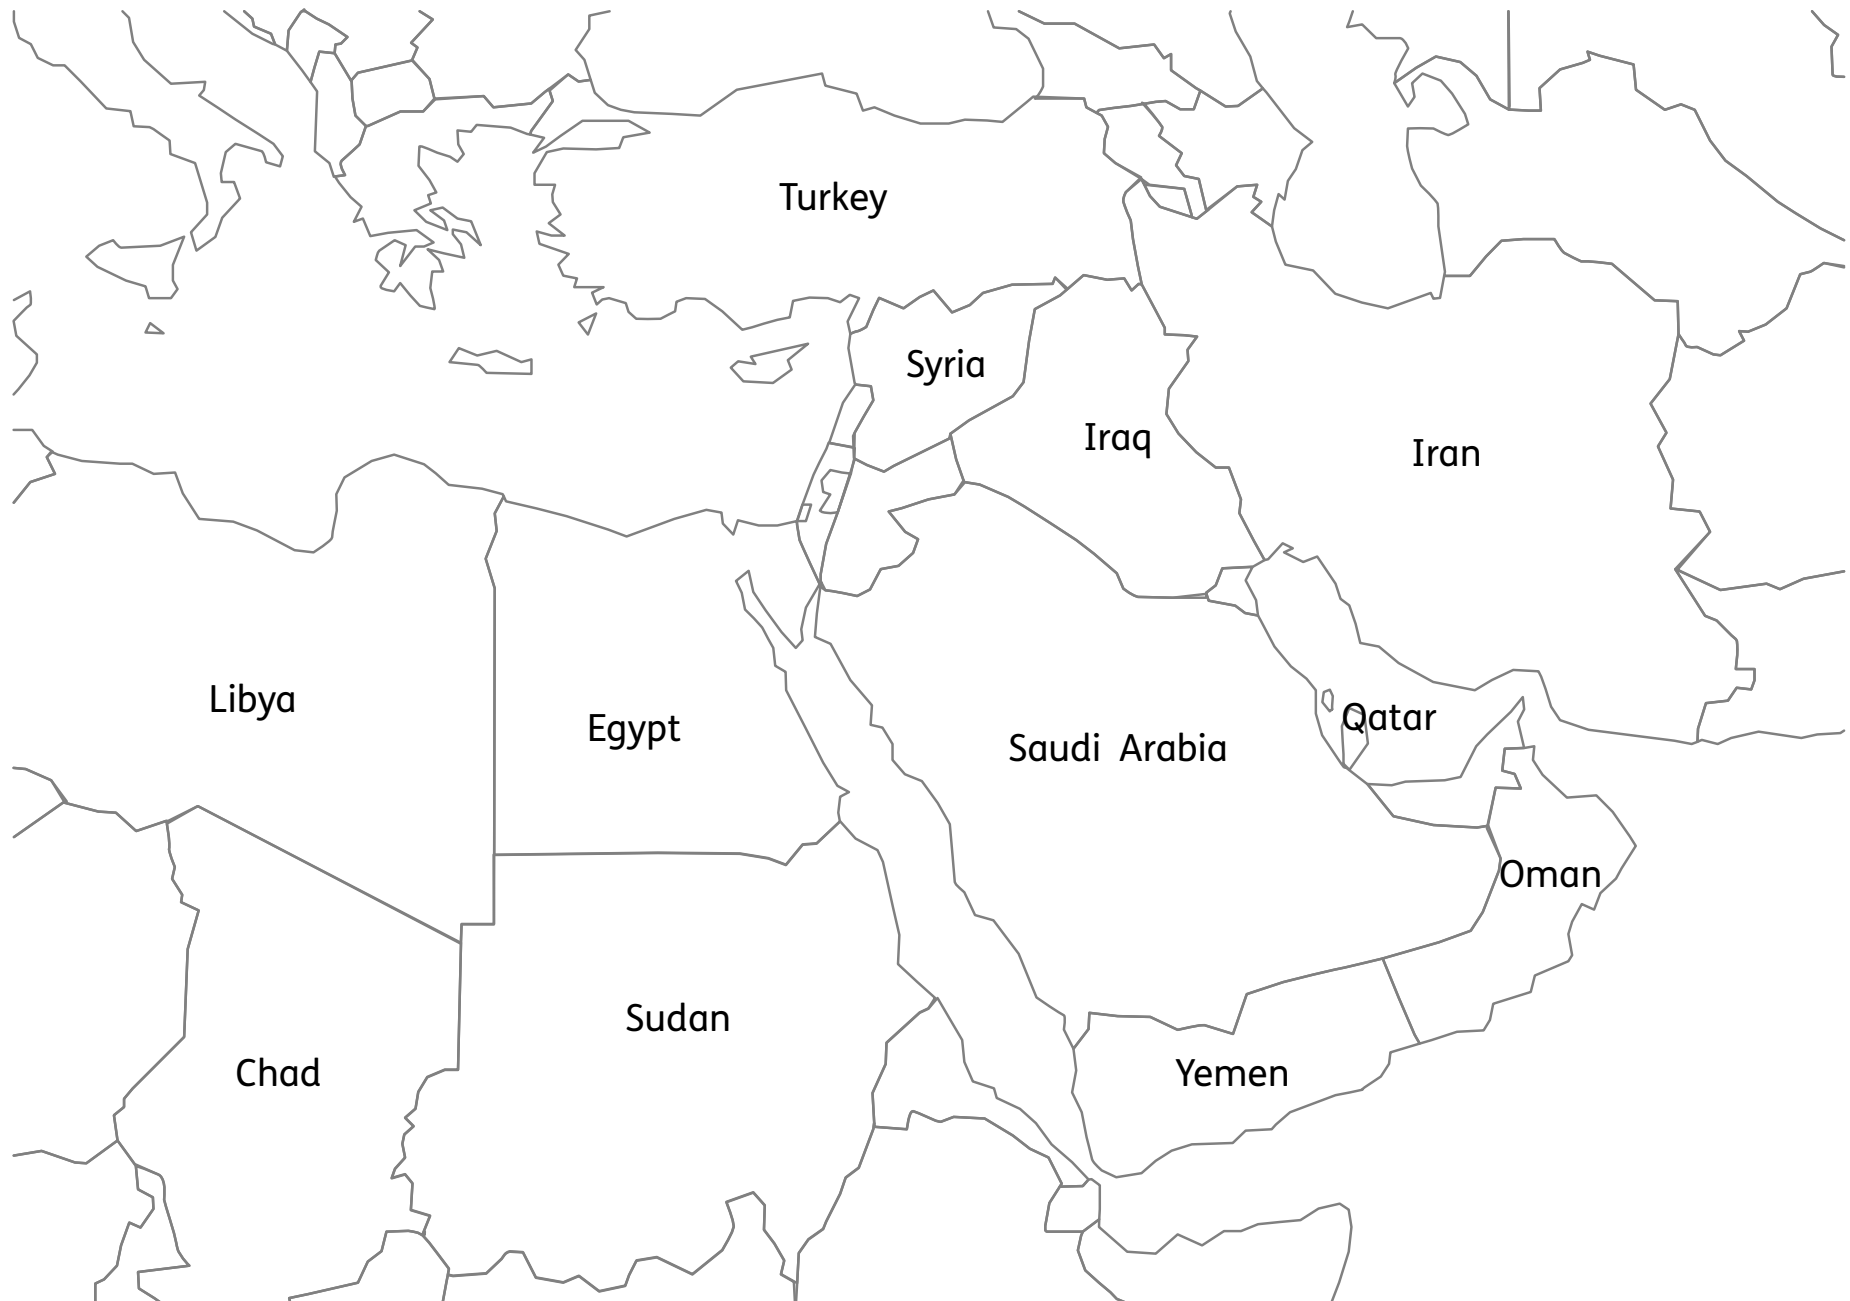 Turkey
Syria
Iraq
Iran
Libya
Egypt
Saudi Arabia
Qatar
Oman
Sudan
Chad
Yemen